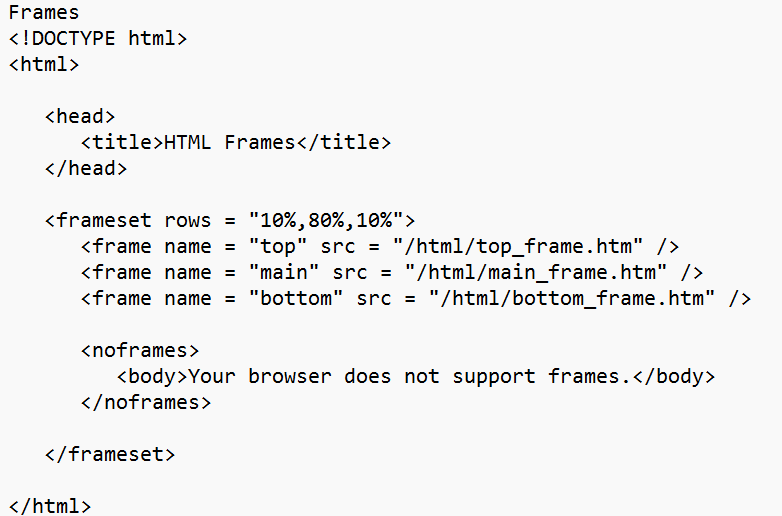 Frames
<!DOCTYPE html>
<html>
<head>
<title>HTML Frames</title>
</head>
<frameset rows = "10%,80%,10%">
<frame name = "top" src = "/html/top_frame.htm" />
<frame name = "main" src = "/html/main_frame.htm" />
<frame name = "bottom" src = "/html/bottom_frame.htm" />
<noframes>
<body>Your browser does not support frames.</body>
</noframes>
</frameset>
</html>